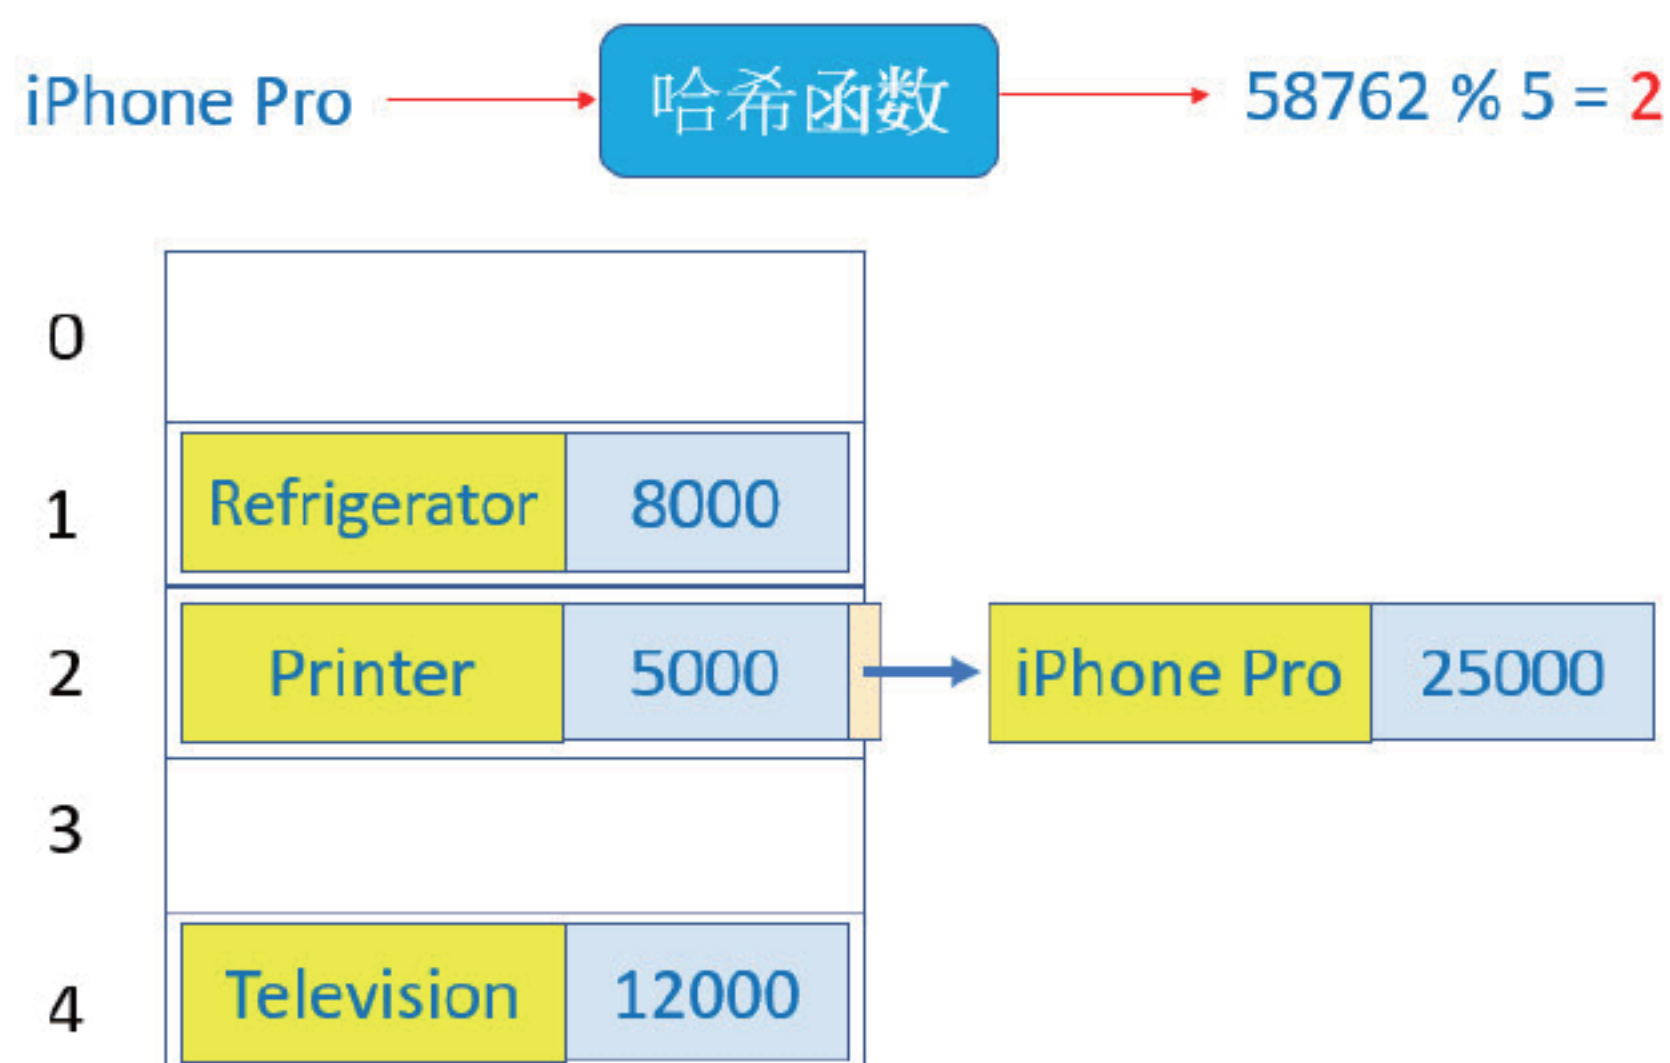 iPhone Pro 哈希函数 58762 % 5 = 2
0
1 Refrigerator 8000
2 Printer 5000 iPhone Pro 25000
3
4 Television 12000